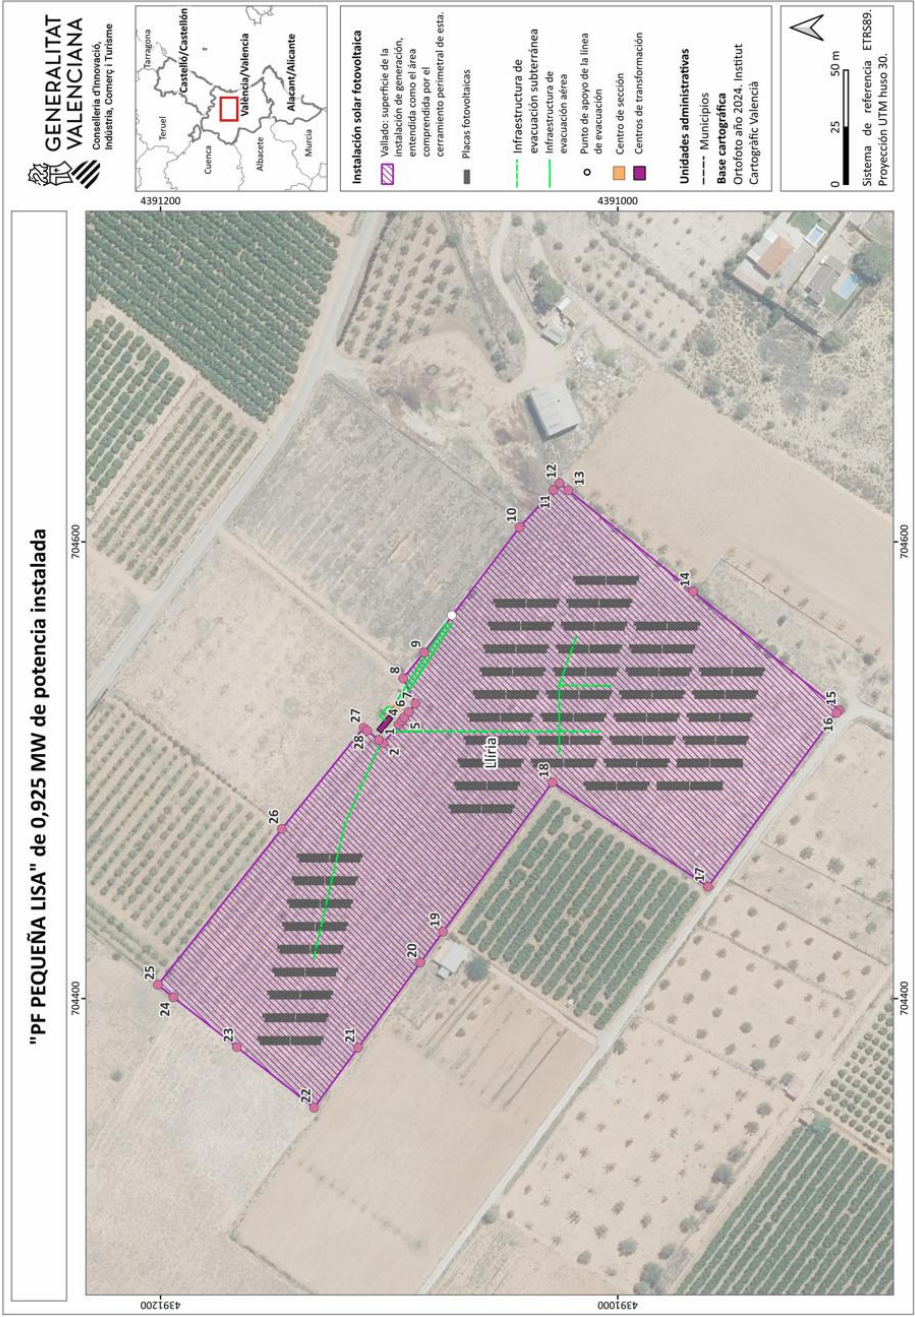 "PF PEQUEÑA LISA" de 0,925 MW de potencia instalada
GENERALITAT
VALENCIANA
Conselleria d'Innovació,
Indústria, Comerç i Turisme
Tarragona
Teruel
Castelló/Castellón
Cuenca
València/Valencia
Albacete
Alacant/Alicante
Murcia
Instalación solar fotovoltaica
Vallado: superficie de la
instalación de generación,
entendida como el área
comprendida por el
cerramiento perimetral de esta.
Placas fotovoltaicas
Infraestructura de
evacuación subterránea
Infraestructura de
evacuación aérea
Punto de apoyo de la línea
de evacuación
Centro de sección
Centros de transformación
Unidades administrativas
Municipios
Base cartográfica
Ortofoto año 2024. Institut
Cartogràfic Valencià
0 25 50 m
Sistema de referencia ETRS89.
Proyección UTM huso 30.
704400
704600
4391200
4391200
4391000
4391000
704400
704600
25
24
23
22
21
20
19
26
27
28
1
2
4
5
6
7
8
9
10
11
12
13
14
15
16
17
18
Llíria